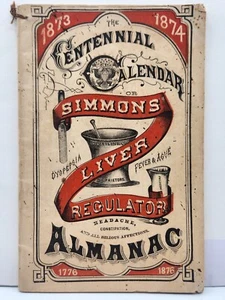 1873 THE 1874
CENTENNIAL
CALENDAR
OR
SIMMONS'
LIVER
DYSPEPSIA
FEVER & AGUE
REGULATOR
HEADACHE,
CONSTIPATION,
AND ALL BILIOUS AFFECTIONS.
ALMANAC
1776 1876